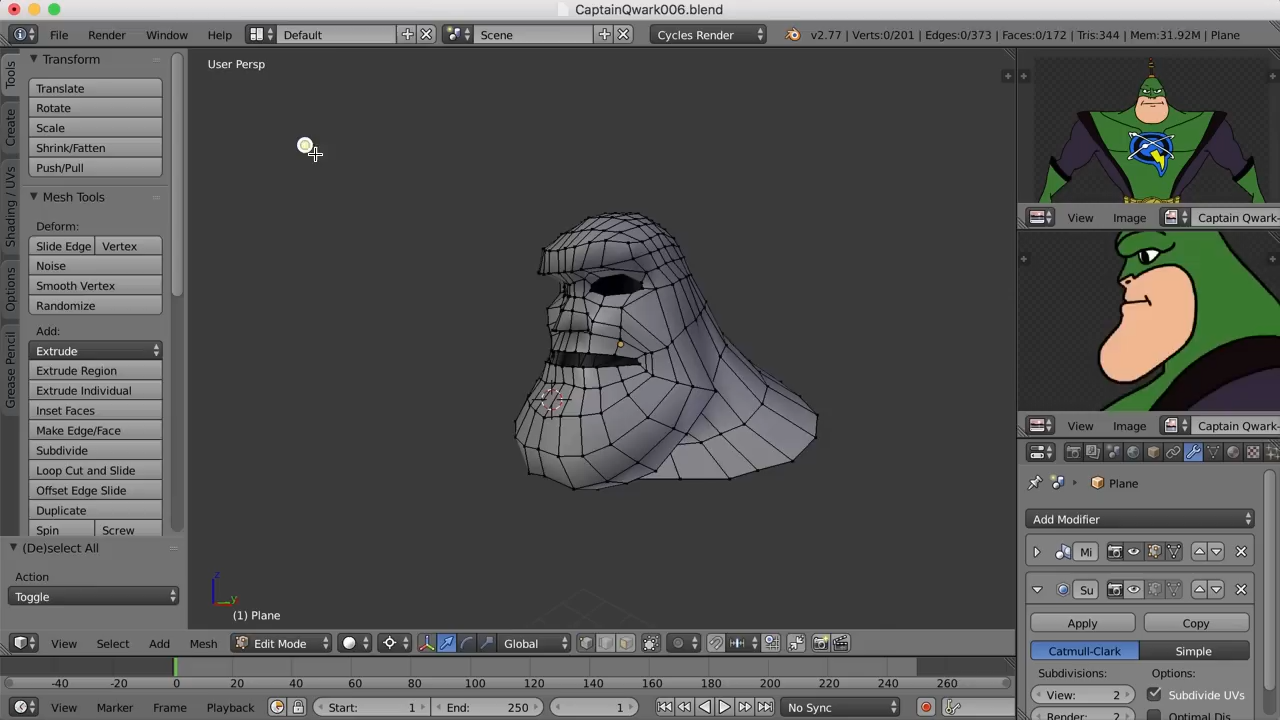 CaptainQwark006.blend
File Render Window Help Default Scene Cycles Render v2.77 | Verts:0/201 | Edges:0/373 | Faces:0/172 | Tris:344 | Mem:31.92M | Plane
Tools
Create
Shading / UVs
Options
Grease Pencil
Transform
Translate
Rotate
Scale
Shrink/Fatten
Push/Pull
Mesh Tools
Deform:
Slide Edge Vertex
Noise
Smooth Vertex
Randomize
Add:
Extrude
Extrude Region
Extrude Individual
Inset Faces
Make Edge/Face
Subdivide
Loop Cut and Slide
Offset Edge Slide
Duplicate
Spin Screw
(De)select All
Action
Toggle
User Persp
z
y
(1) Plane
View Select Add Mesh Edit Mode Global
View Image Captain Qwark-
View Image Captain Qwark-
Plane
Add Modifier
Mi
Su
Apply Copy
Catmull-Clark Simple
Subdivisions: Options:
View: 2 Subdivide UVs
Render: 2 Optimal Dis
-40 -20 0 20 40 60 80 100 120 140 160 180 200 220 240 260
View Marker Frame Playback Start: 1 End: 250 1 No Sync